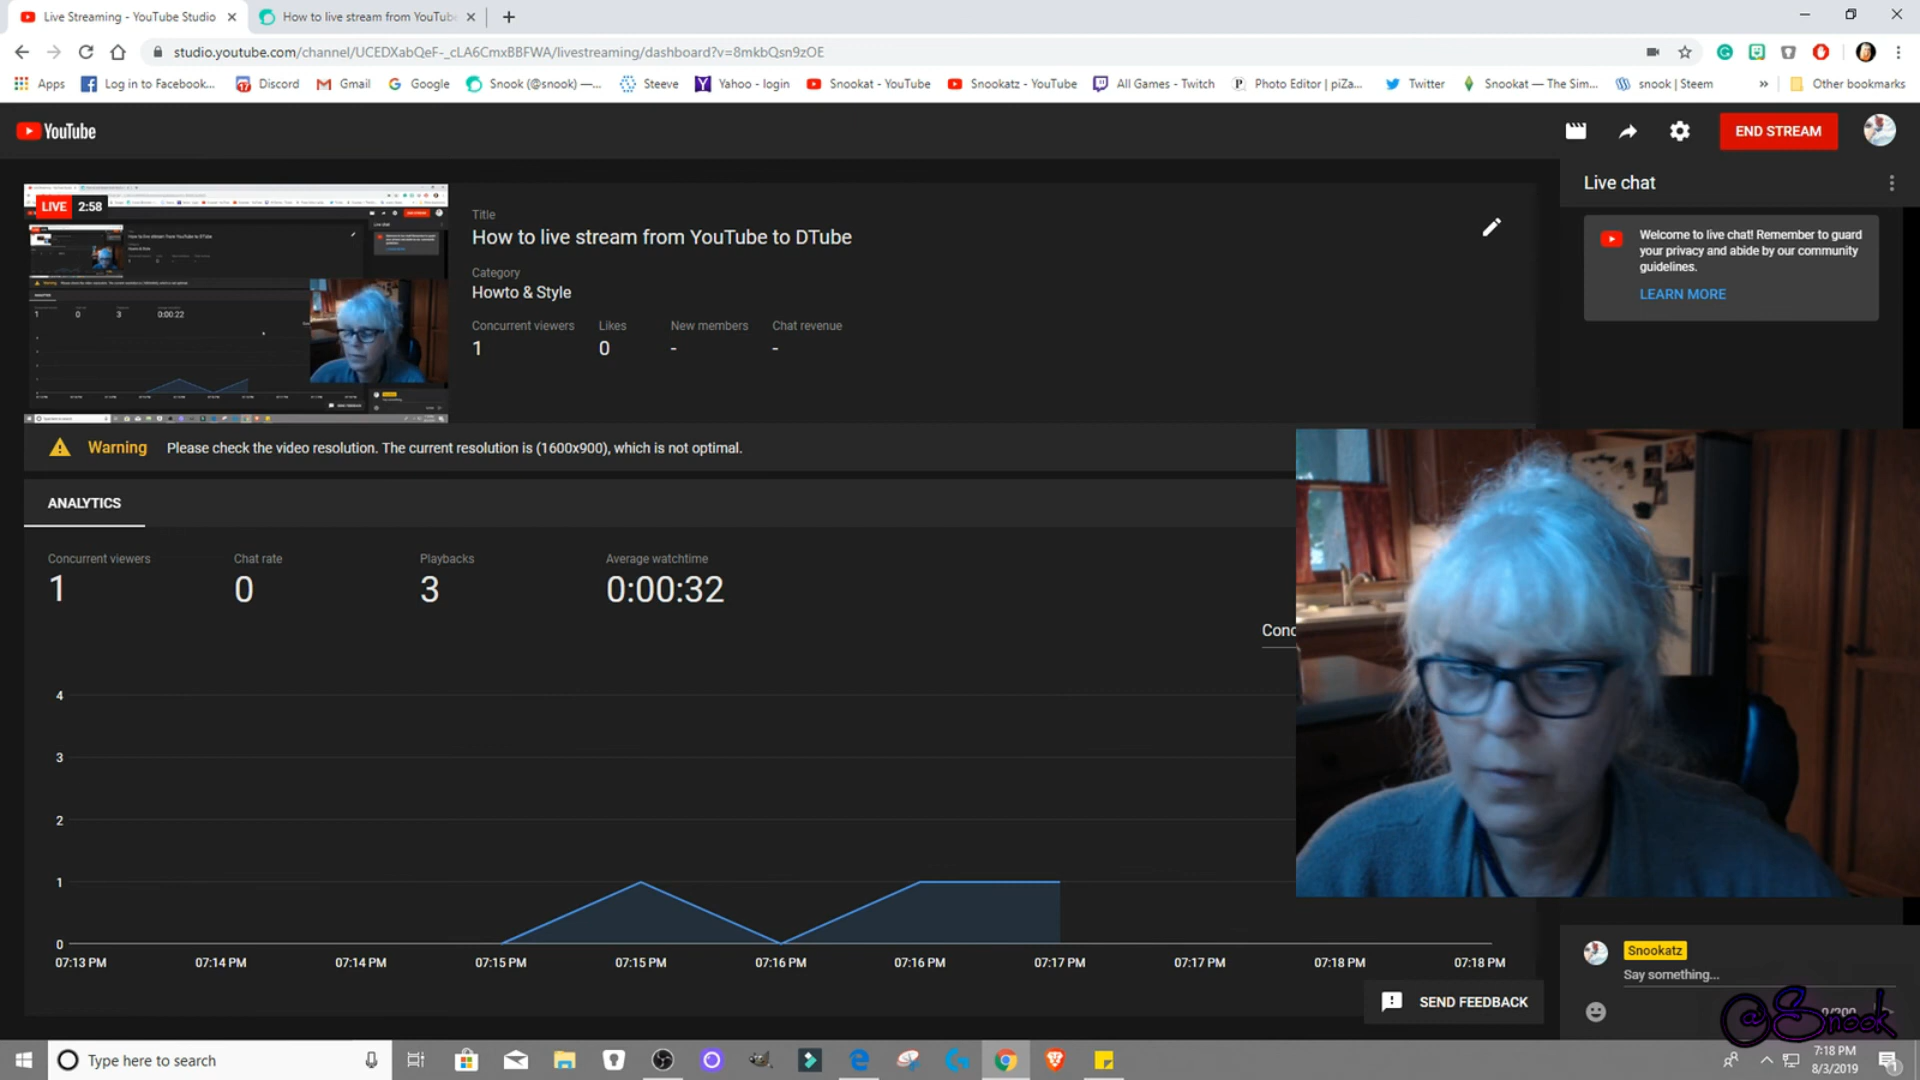 Live Streaming - YouTube Studio
How to live stream from YouTube
studio.youtube.com/channel/UCEDXabQeF-_cLA6CmxBBFWA/livestreaming/dashboard?v=8mkbQsn9zOE
Apps
Log in to Facebook...
17
Discord
Gmail
Google
Snook (@snook) —...
Steeve
Yahoo - login
Snookat - YouTube
Snookatz - YouTube
All Games - Twitch
Photo Editor | piZa...
Twitter
Snookat — The Sim...
snook | Steem
»
Other bookmarks
YouTube
END STREAM
LIVE 2:58
Title
How to live stream from YouTube to DTube
Category
Howto & Style
Concurrent viewers Likes New members Chat revenue
1 0 - -
Live chat
Welcome to live chat! Remember to guard
your privacy and abide by our community
guidelines.
LEARN MORE
Warning Please check the video resolution. The current resolution is (1600x900), which is not optimal.
ANALYTICS
Concurrent viewers Chat rate Playbacks Average watchtime
1 0 3 0:00:32
Conc
4
3
2
1
0
07:13 PM 07:14 PM 07:14 PM 07:15 PM 07:15 PM 07:16 PM 07:16 PM 07:17 PM 07:17 PM 07:18 PM 07:18 PM
SEND FEEDBACK
Snookatz
Say something...
0/200
@Snook
Type here to search
7:18 PM
8/3/2019
1